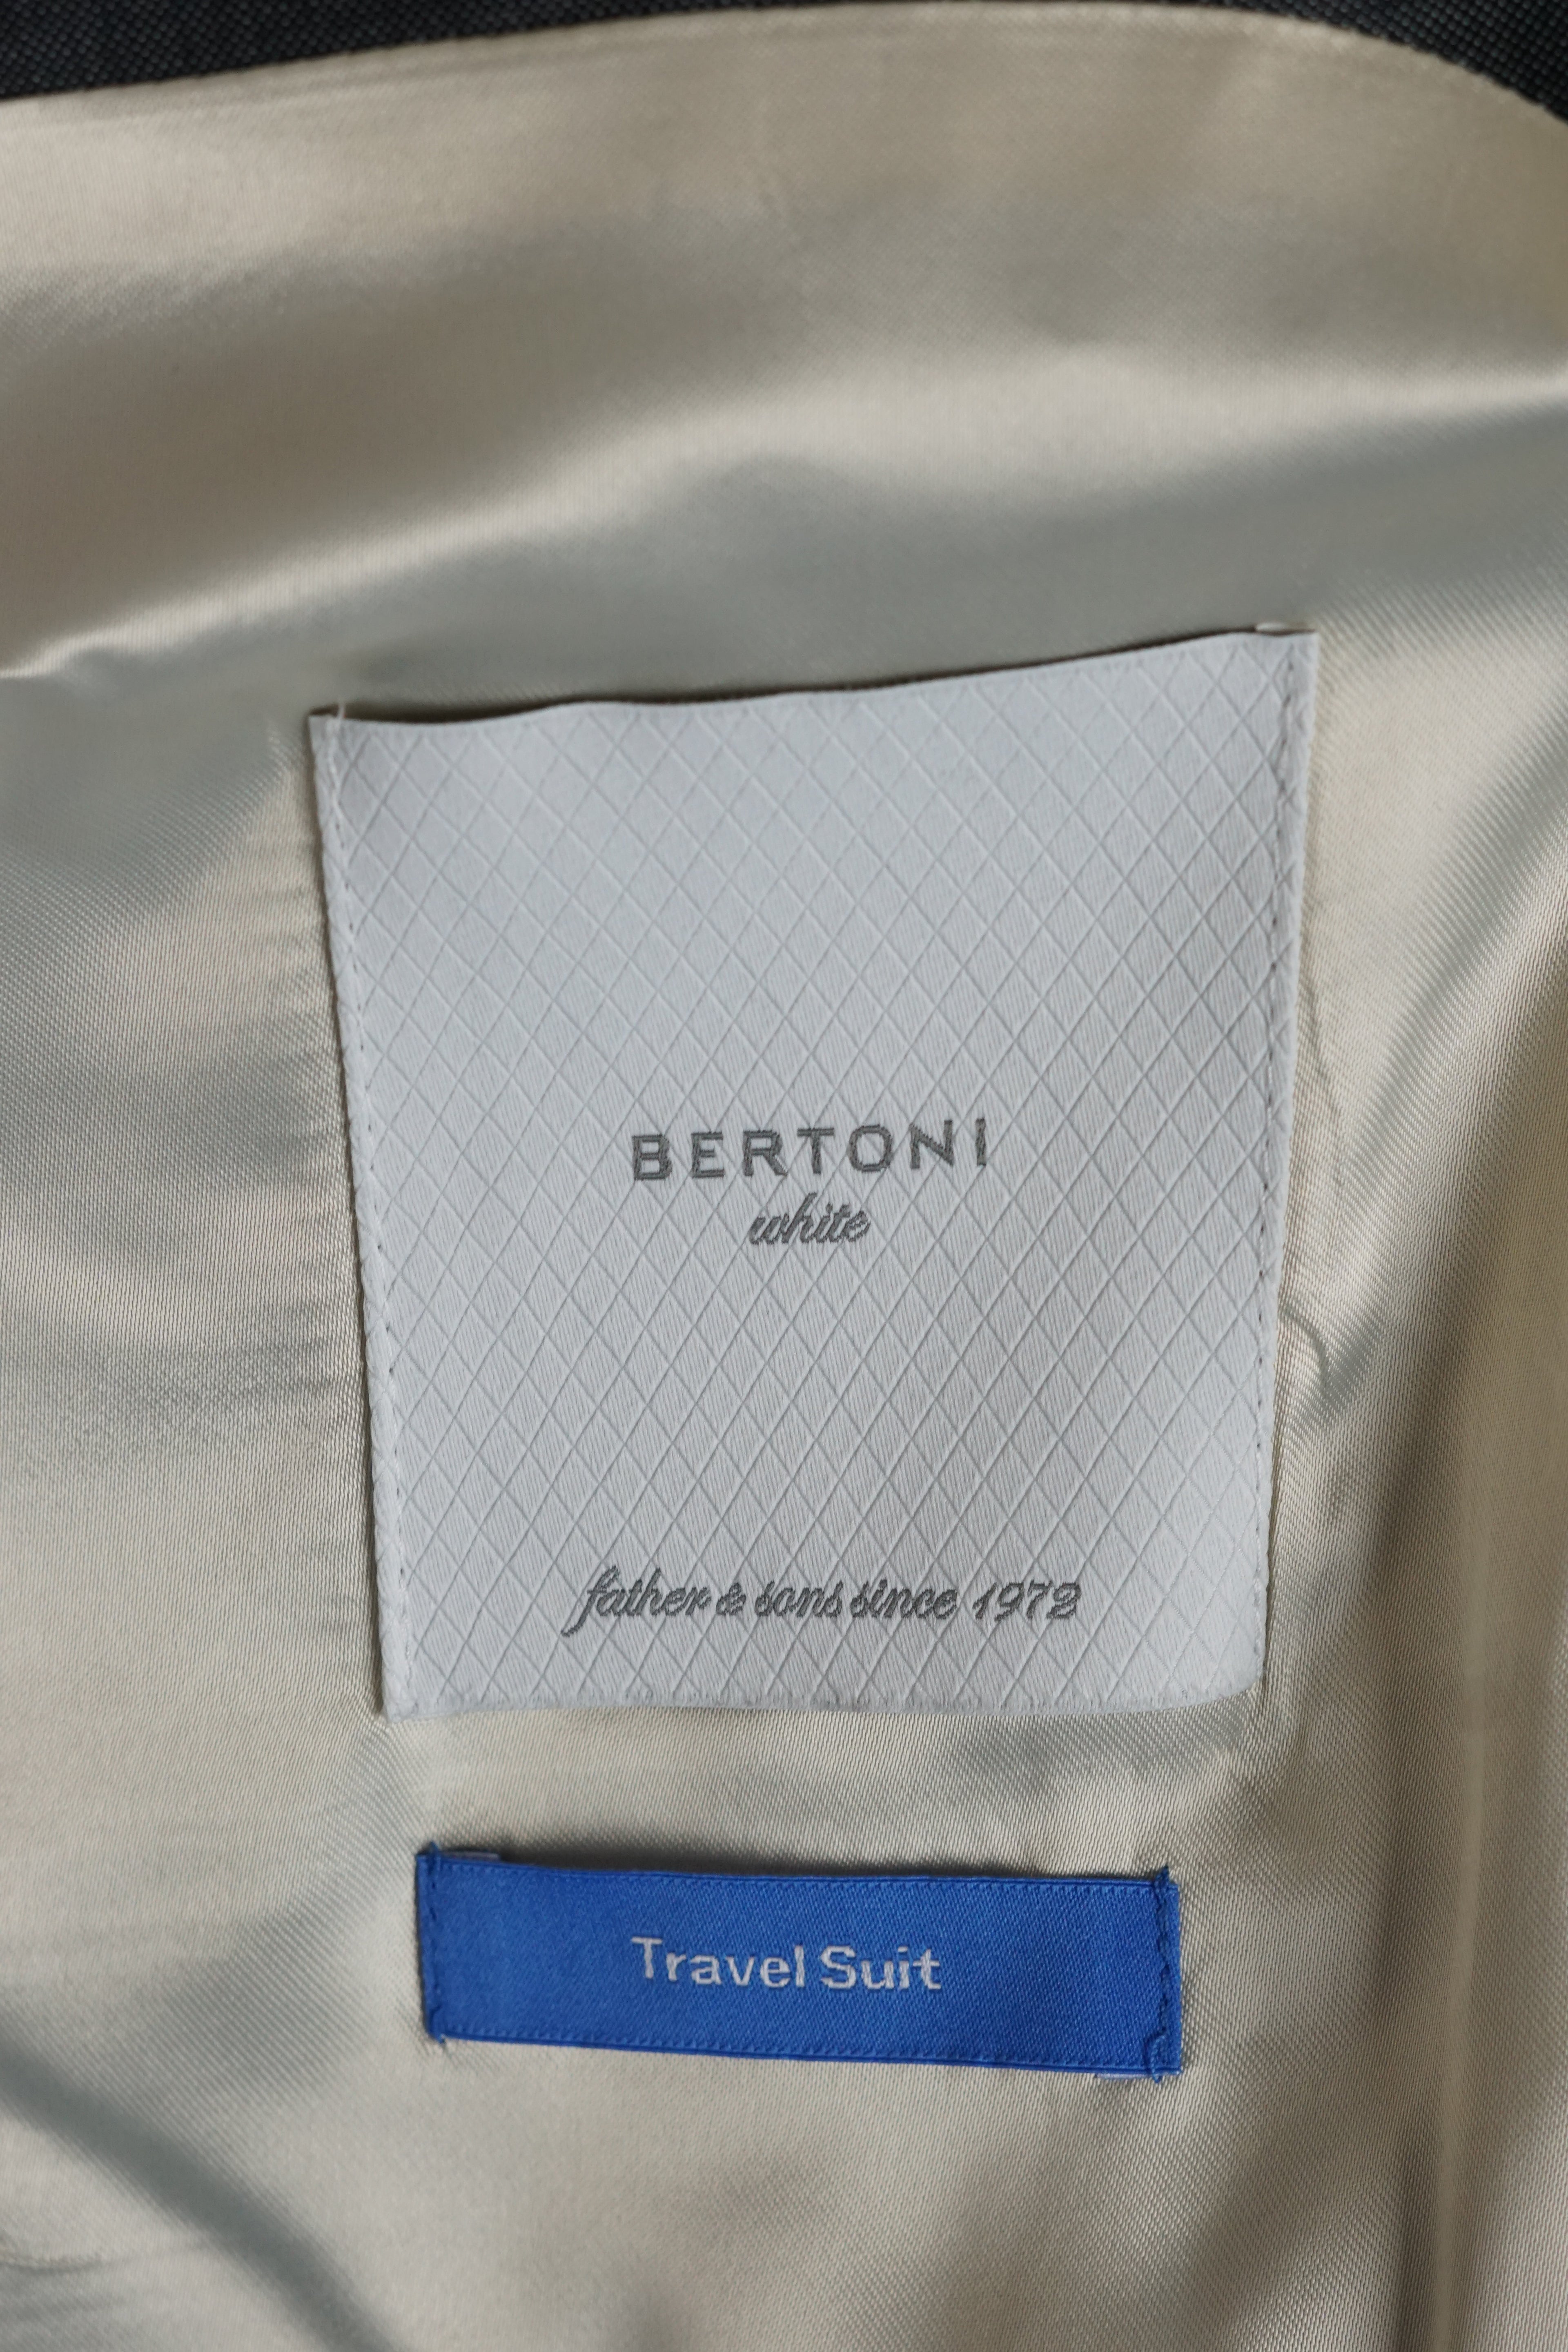 BERTONI
white
father & sons since 1972
Travel Suit